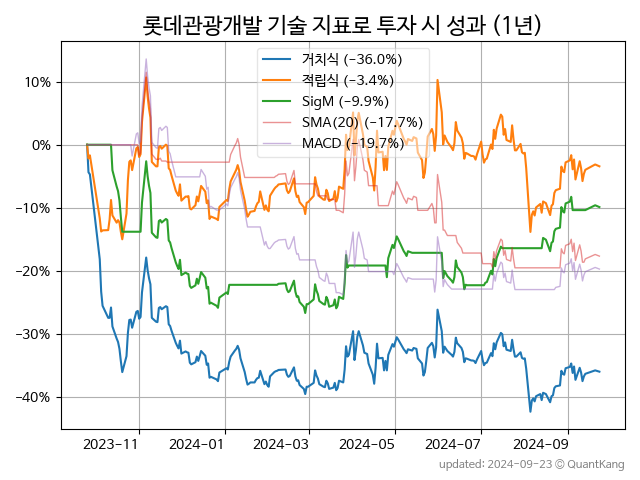 롯데관광개발 기술 지표로 투자 시 성과 (1년)
거치식 (−36.0%)
적립식 (−3.4%)
SigM (−9.9%)
SMA(20) (−17.7%)
MACD (−19.7%)
10%
0%
−10%
−20%
−30%
−40%
2023−11
2024−01
2024−03
2024−05
2024−07
2024−09
updated: 2024−09−23 ⓒ QuantKang